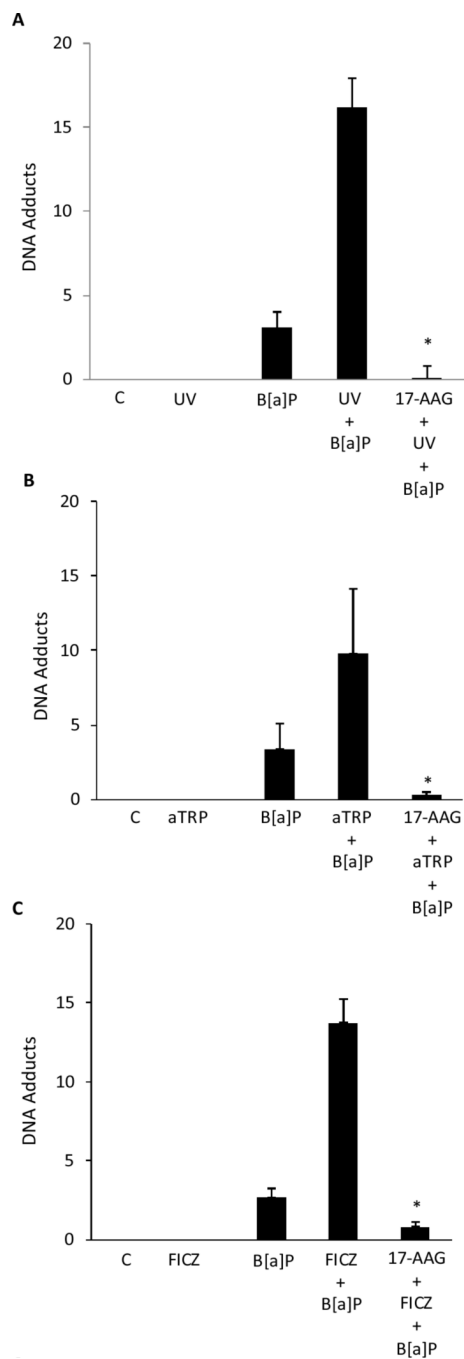 A
20
15
10
5
0
DNA Adducts
C UV B[a]P UV 17-AAG
+ +
B[a]P UV
+
B[a]P
*
B
20
15
10
5
0
DNA Adducts
C aTRP B[a]P aTRP 17-AAG
+ +
B[a]P aTRP
+
B[a]P
*
C
20
15
10
5
0
DNA Adducts
C FICZ B[a]P FICZ 17-AAG
+ +
B[a]P FICZ
+
B[a]P
*